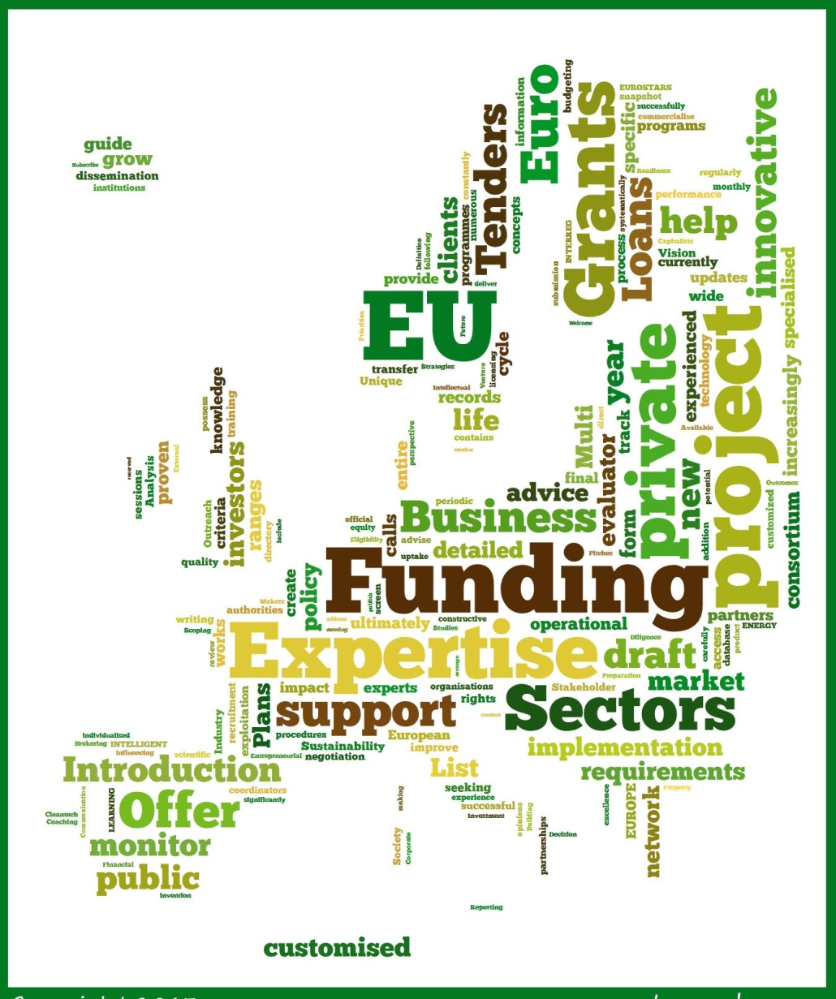 guide
Subscribe grow
dissemination
institutions
Euro
information
budgeting
Grants
EUROSTARS
snapshot
successfully
commercialise
programs
specific
Readiness
innovative
regularly
monthly
performance
help
Capitalists
Vision
currently
updates
wide
Tenders
constantly
numerous
programmes
clients
concepts
Definition
following
provide
deliver
INTERREG
submission
systematically
process
Loans
Welcome
EU
Priorities
Future
transfer Strategies
Unique
Venture
licensing
cycle
Intellectual
records
life
contains
receive
entire
perspective
specialised
increasingly
project
experienced
technology
Available
private
year
track
Multi
direct
final
evaluator
form
new
potential
addition
Outcomes
customized
consortium
knowledge
possess
training
reserved
sessions
Analysis
proven
External
investors
Outreach
criteria
ranges
directory
include
quality
advice
periodic
Business
official
equity
Eligibility
calls
advise
uptake
detailed
Pitches
Funding
publish
screen
create
policy
Makers
authorities
address
meeting
ultimately
constructive
Studies
operational
partners
ENERGY
writing
Scoping
review
works
Expertise
arrange
Diligence
draft
carefully
access
database
product
Preparation
market
impact
experts
organisations
rights
Stakeholder
Sectors
support
content
Plans
exploitation
recruitment
Industry
procedures
European
Sustainability
improve
Entrepreneurial negotiation
implementation
requirements
individualised
Brokering INTELLIGENT
Influencing
scientific
Introduction
List
seeking
experience
successful
Investment
coordinators
significantly
Offer
Cleantech
Coaching
Communication
LEARNING
monitor
Financial
public
Invention
making
Society
Corporate
opinions
Building
partnerships
Decision
excellence
EUROPE
network
Property
Reporting
customised